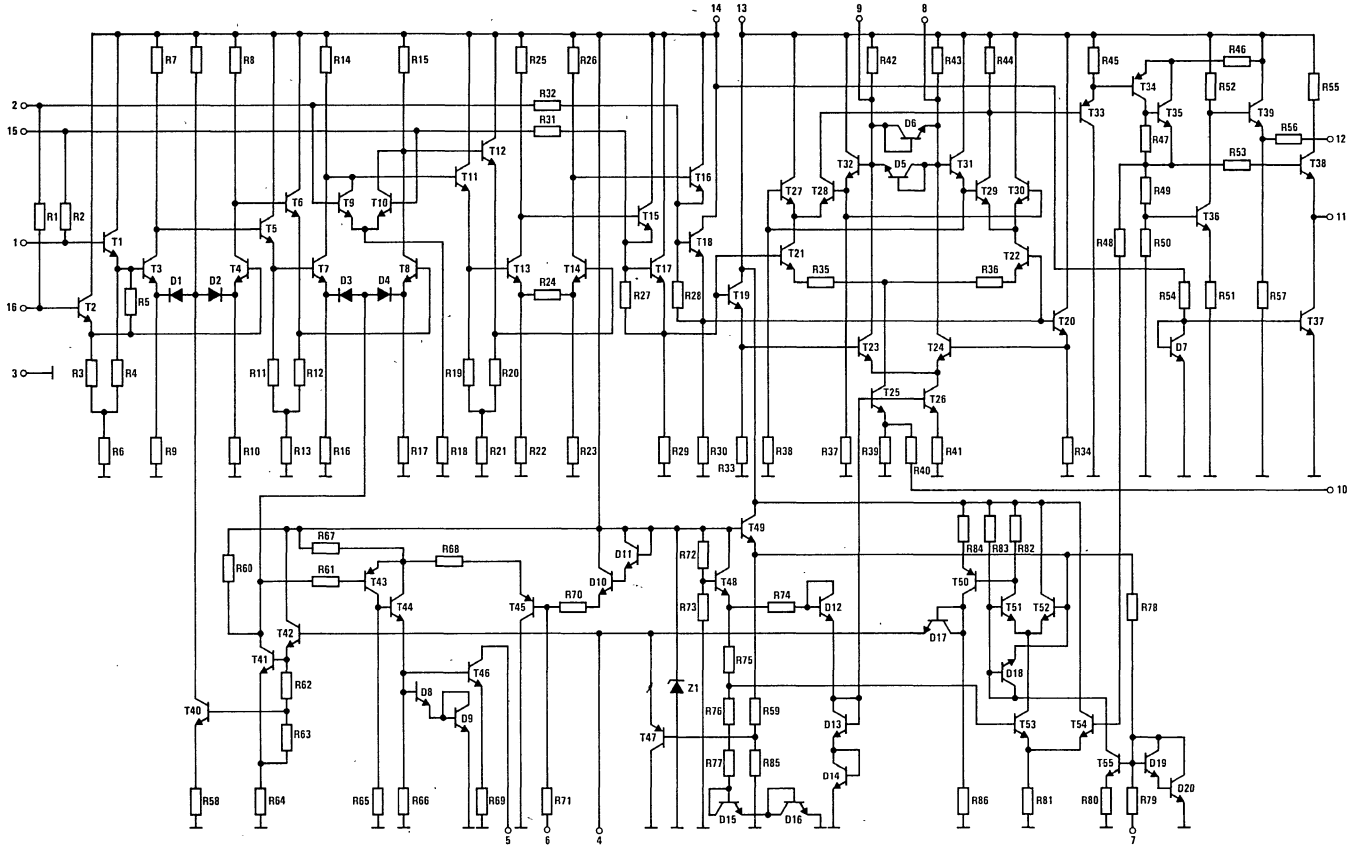 14 13 9 8
R7 R8 R14 R15 R25 R26 R42 R43 R44 R45 R46
T34 R52 R55
2 R32 T35 T39
15 R31 D6 T33 R47 R56 12
T12 T32 D5 T31 R53 T38
T11 T16 T27 T28 T29 T30 R49
R1 R2 T6 T9 T10 T15 T36 11
1 T1 T5 T18 R48 R50
T3 D1 D2 T4 T7 D3 D4 T8 T13 T14 T17 T21 T22
R5 R24 R27 R28 T19 R35 R36 R54 R51 R57
16 T2 T20 T37
T23 T24 D7
3 R3 R4 R11 R12 R19 R20
T25 T26
R6 R9 R10 R13 R16 R17 R18 R21 R22 R23 R29 R30 R33 R38 R37 R39 R40 R41 R34
10
R67 T49
R60 R61 R68 D11 R72 R84 R83 R82
T43 D10 T48 T50
T44 T45 R70 R73 R74 D12 T51 T52 R78
T42 D17
T41 R75 D18
R62 T46 Z1
T40 D8 D9 R76 R59 D13 T53 T54
R63 T47
R77 R85 D14 T55 D19
R58 R64 R65 R66 R69 R71 D15 D16 R86 R81 R80 R79 D20
5 6 4 7